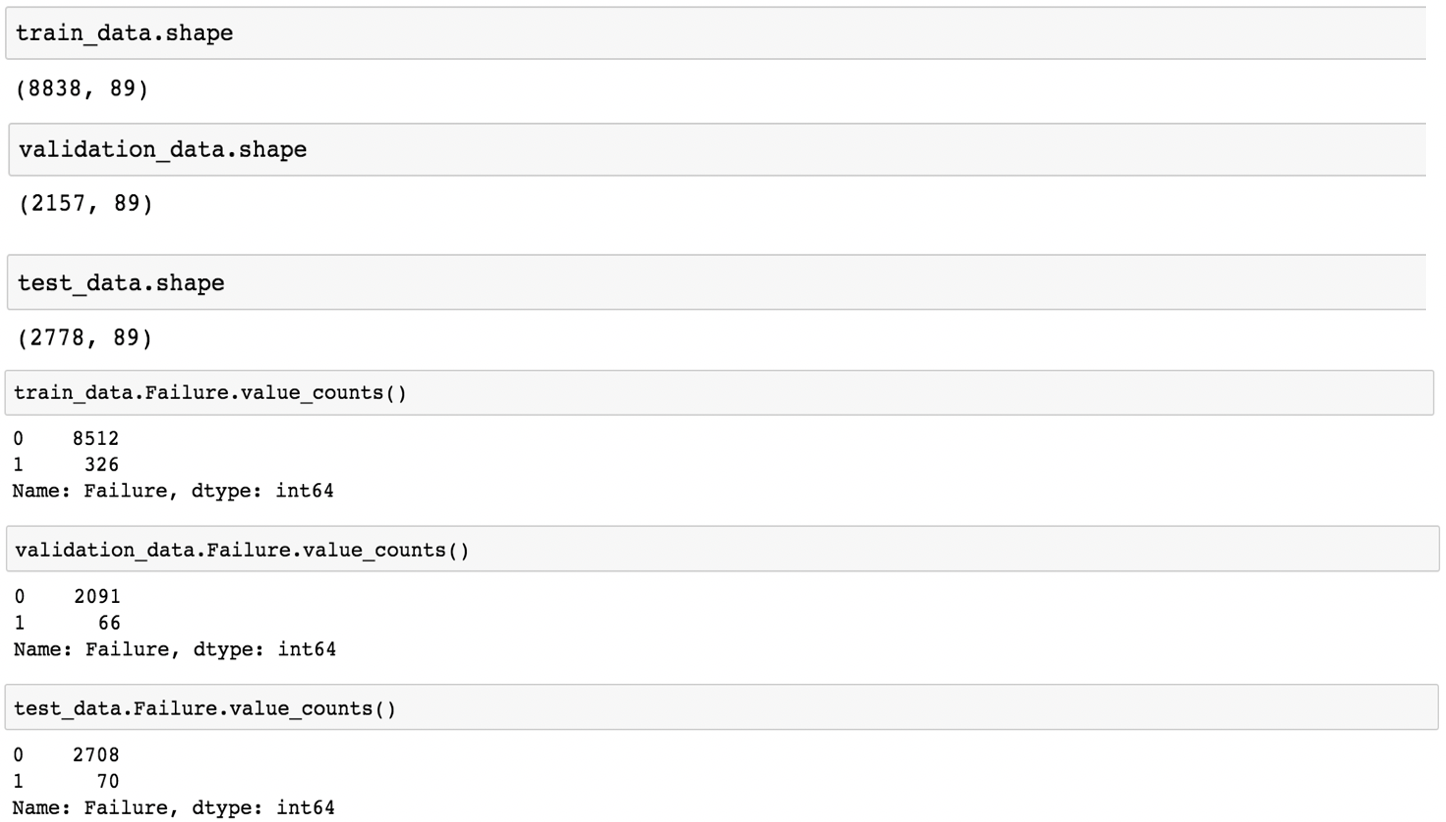 train_data.shape
(8838, 89)
validation_data.shape
(2157, 89)
test_data.shape
(2778, 89)
train_data.Failure.value_counts()
0    8512
1     326
Name: Failure, dtype: int64
validation_data.Failure.value_counts()
0    2091
1      66
Name: Failure, dtype: int64
test_data.Failure.value_counts()
0    2708
1      70
Name: Failure, dtype: int64